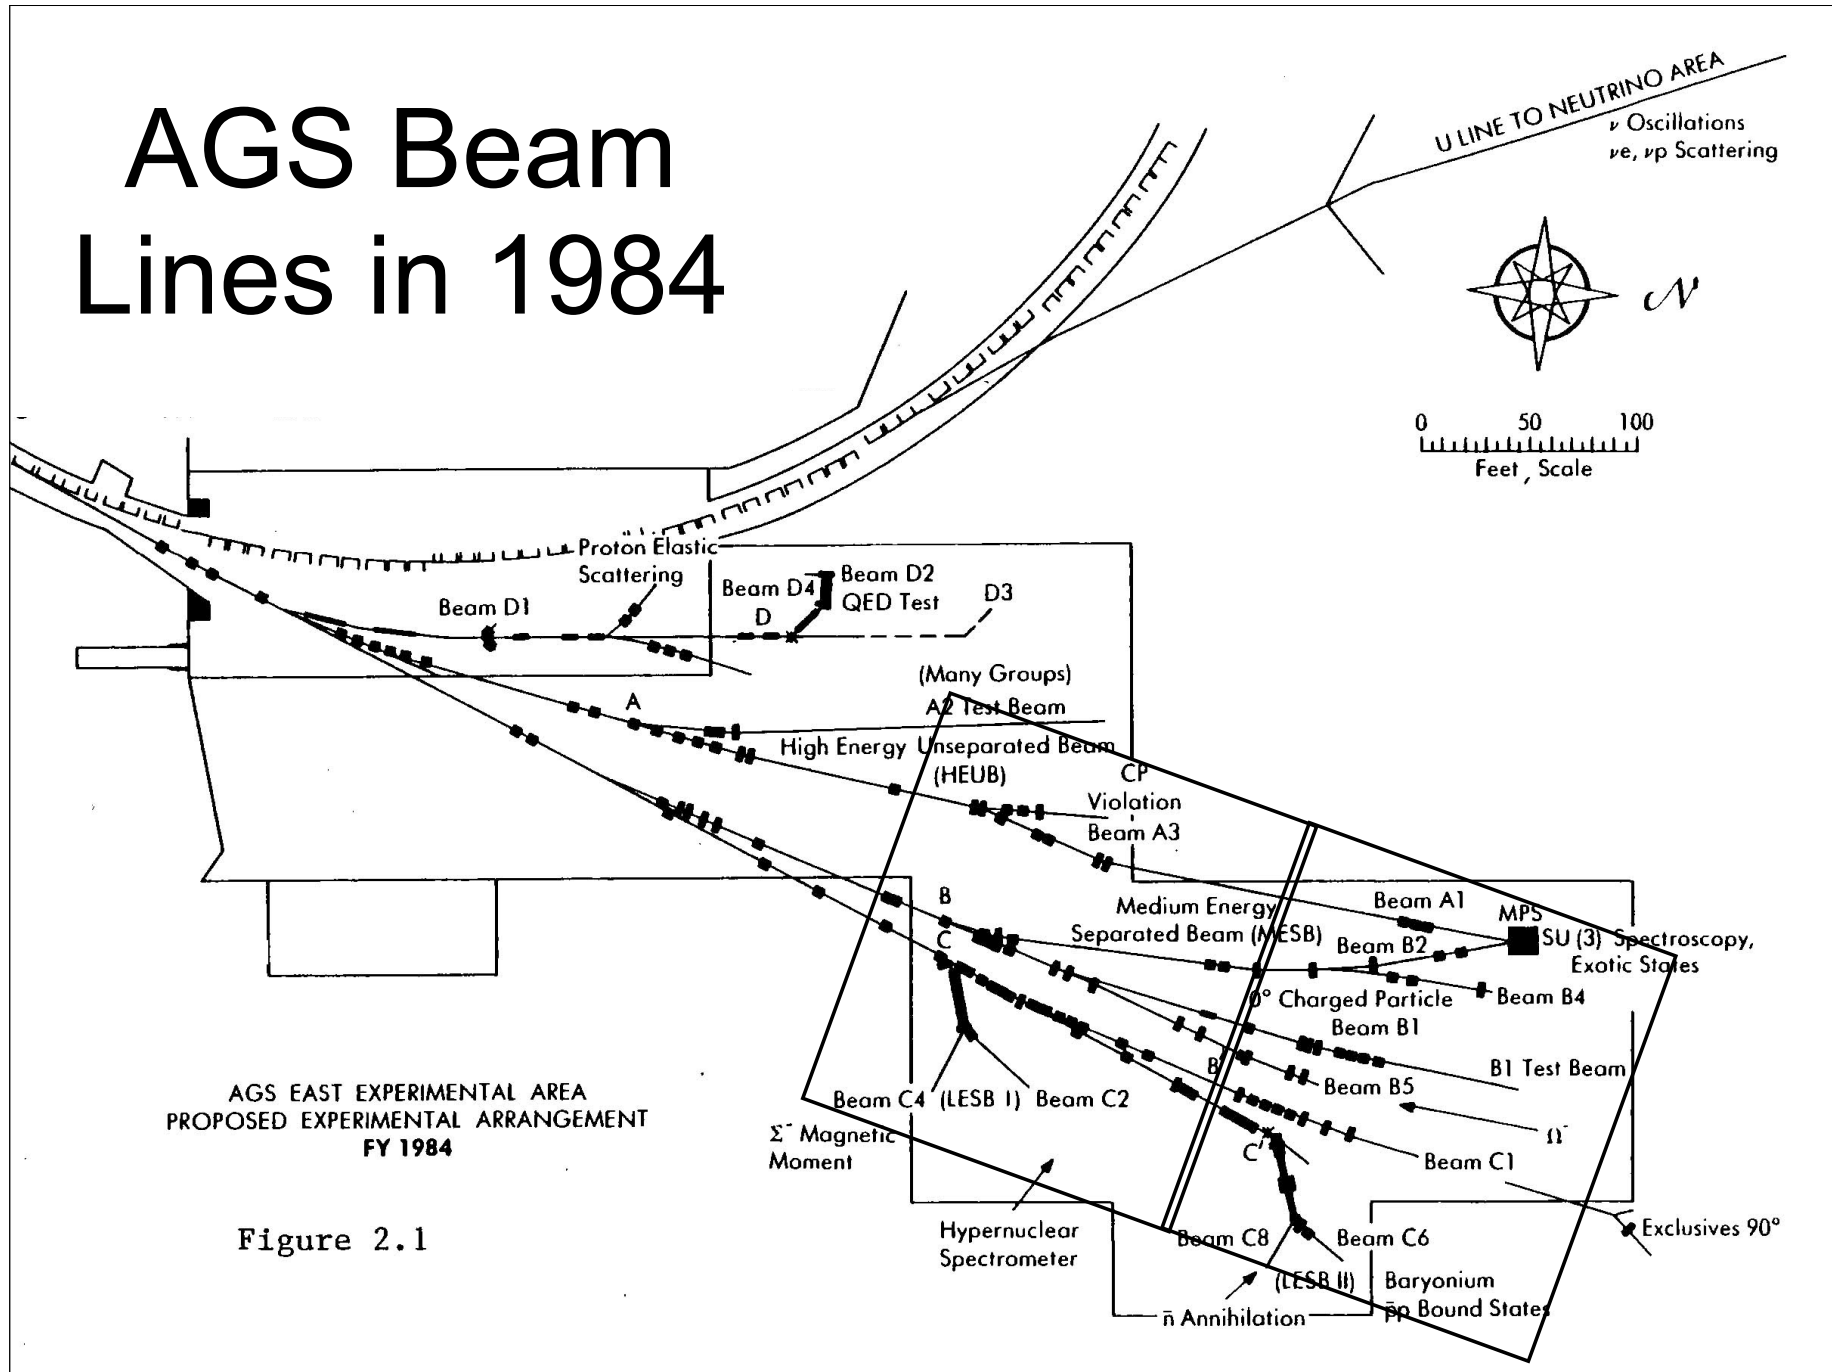 AGS Beam
Lines in 1984
U LINE TO NEUTRINO AREA
ν Oscillations
νe, νp Scattering
N
0 50 100
Feet, Scale
Proton Elastic
Scattering
Beam D1
Beam D4
D
Beam D2
QED Test
D3
(Many Groups)
A2 Test Beam
A
High Energy Unseparated Beam
(HEUB)
CP
Violation
Beam A3
B
C
Medium Energy
Separated Beam (MESB)
Beam A1
MPS
Beam B2
SU (3) Spectroscopy,
Exotic States
0° Charged Particle
Beam B1
Beam B4
B1 Test Beam
B'
Beam B5
Ω⁻
Beam C4 (LESB I) Beam C2
C'
Beam C1
Σ⁻ Magnetic
Moment
AGS EAST EXPERIMENTAL AREA
PROPOSED EXPERIMENTAL ARRANGEMENT
FY 1984
Figure 2.1
Hypernuclear
Spectrometer
Beam C8
Beam C6
(LESB II)
Exclusives 90°
Baryonium
p̄p Bound States
n̄ Annihilation